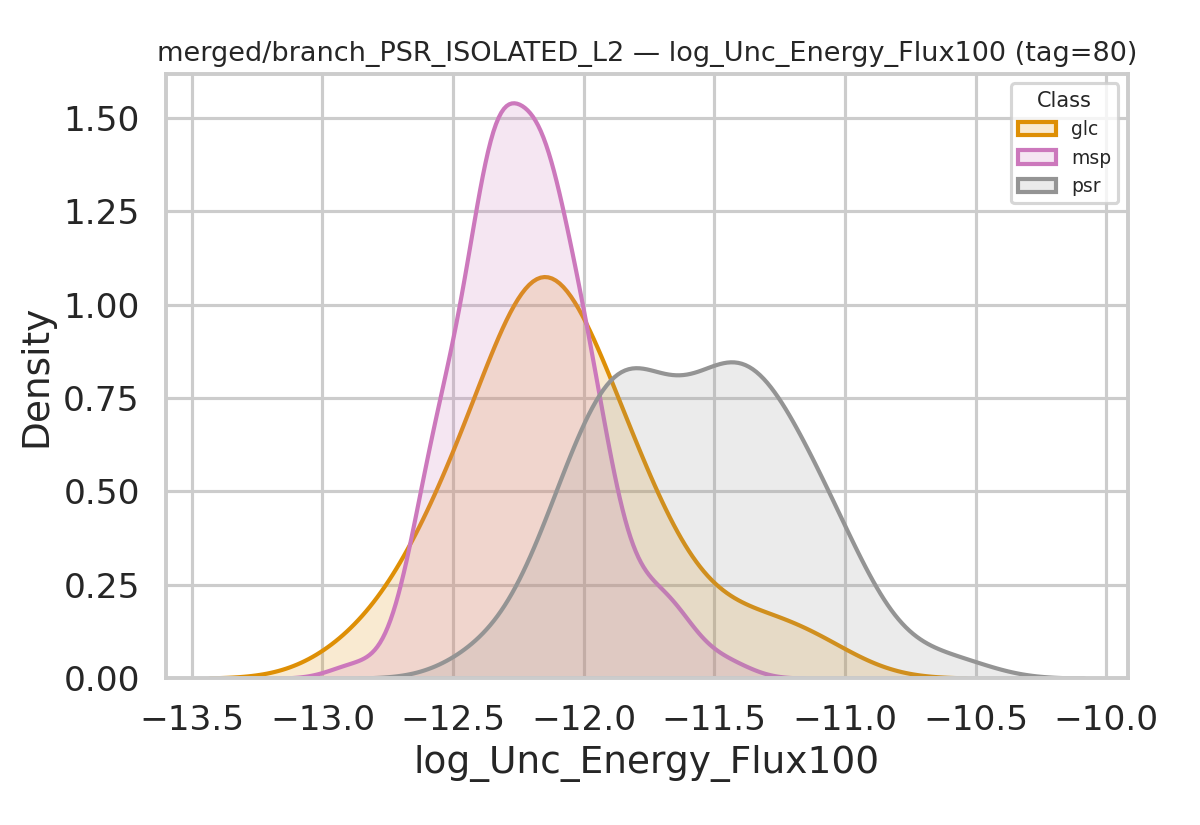 merged/branch_PSR_ISOLATED_L2 — log_Unc_Energy_Flux100 (tag=80)
Class
glc
msp
psr
1.50
1.25
1.00
0.75
0.50
0.25
0.00
Density
−13.5 −13.0 −12.5 −12.0 −11.5 −11.0 −10.5 −10.0
log_Unc_Energy_Flux100